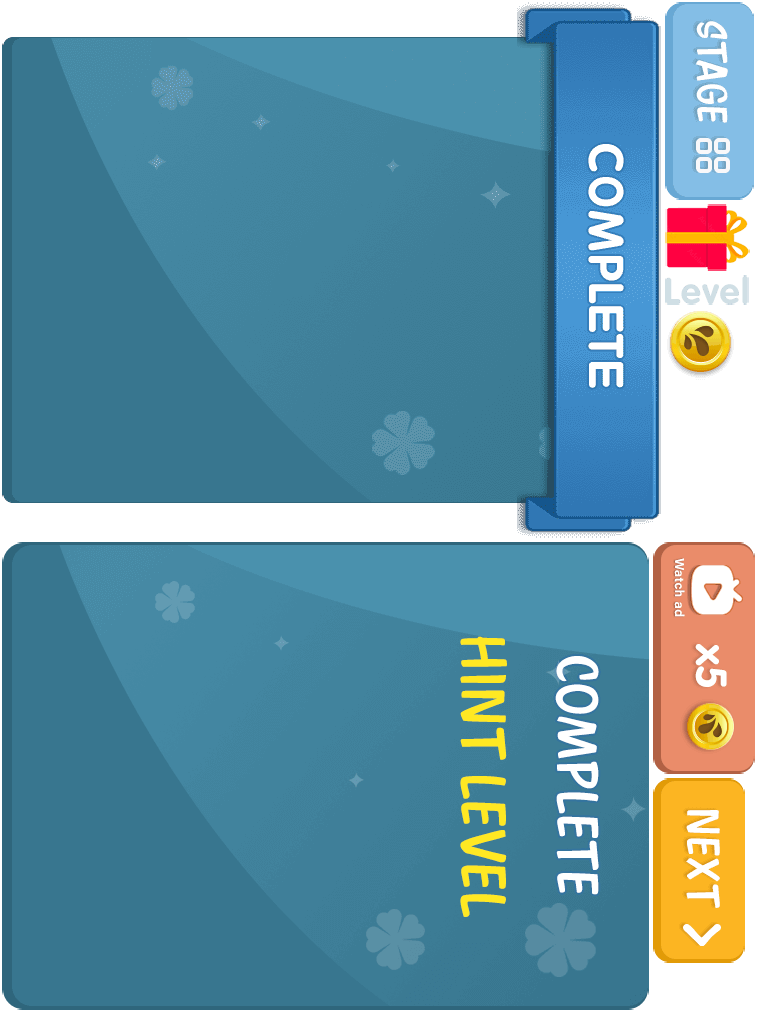 STAGE 88
Level
COMPLETE
Watch ad
x5
NEXT
COMPLETE
HINT LEVEL